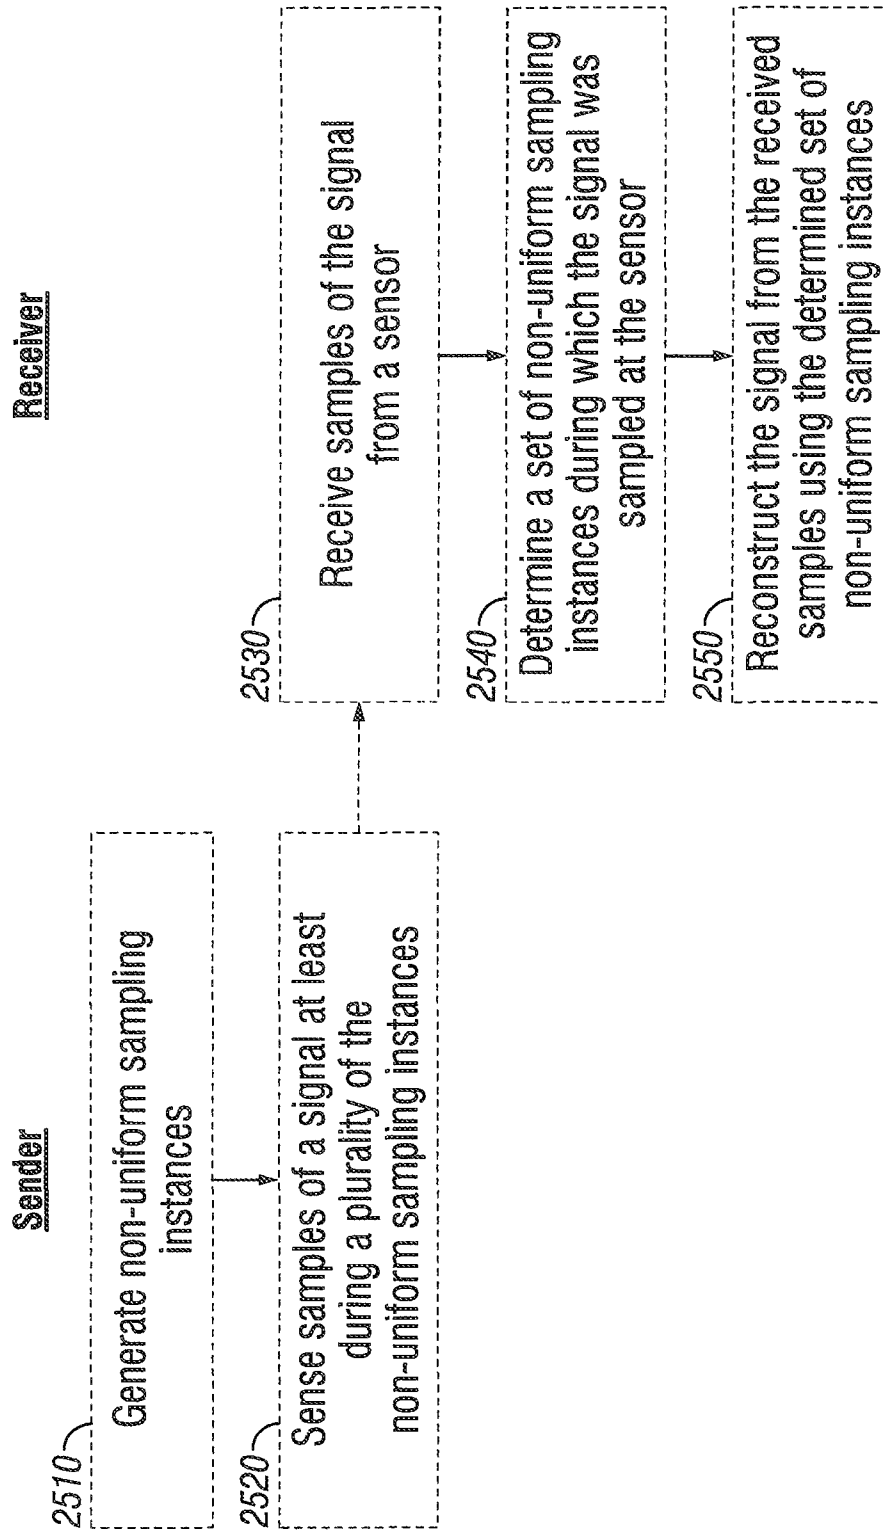 Sender
2510
Generate non-uniform sampling
instances
2520
Sense samples of a signal at least
during a plurality of the
non-uniform sampling instances
Receiver
2530
Receive samples of the signal
from a sensor
2540
Determine a set of non-uniform sampling
instances during which the signal was
sampled at the sensor
2550
Reconstruct the signal from the received
samples using the determined set of
non-uniform sampling instances